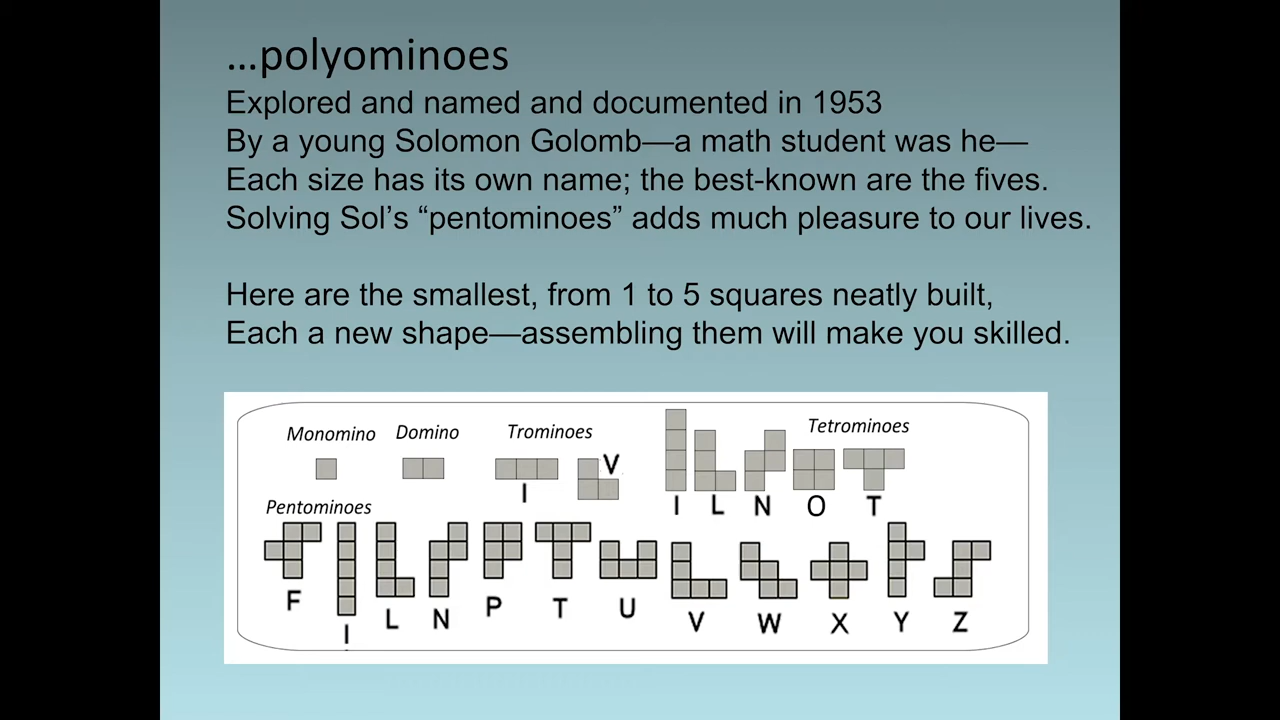 …polyominoes
Explored and named and documented in 1953
By a young Solomon Golomb—a math student was he—
Each size has its own name; the best-known are the fives.
Solving Sol’s “pentominoes” adds much pleasure to our lives.
Here are the smallest, from 1 to 5 squares neatly built,
Each a new shape—assembling them will make you skilled.
Monomino Domino Trominoes Tetrominoes
V
I
I L N O T
Pentominoes
F I L N P T U V W X Y Z